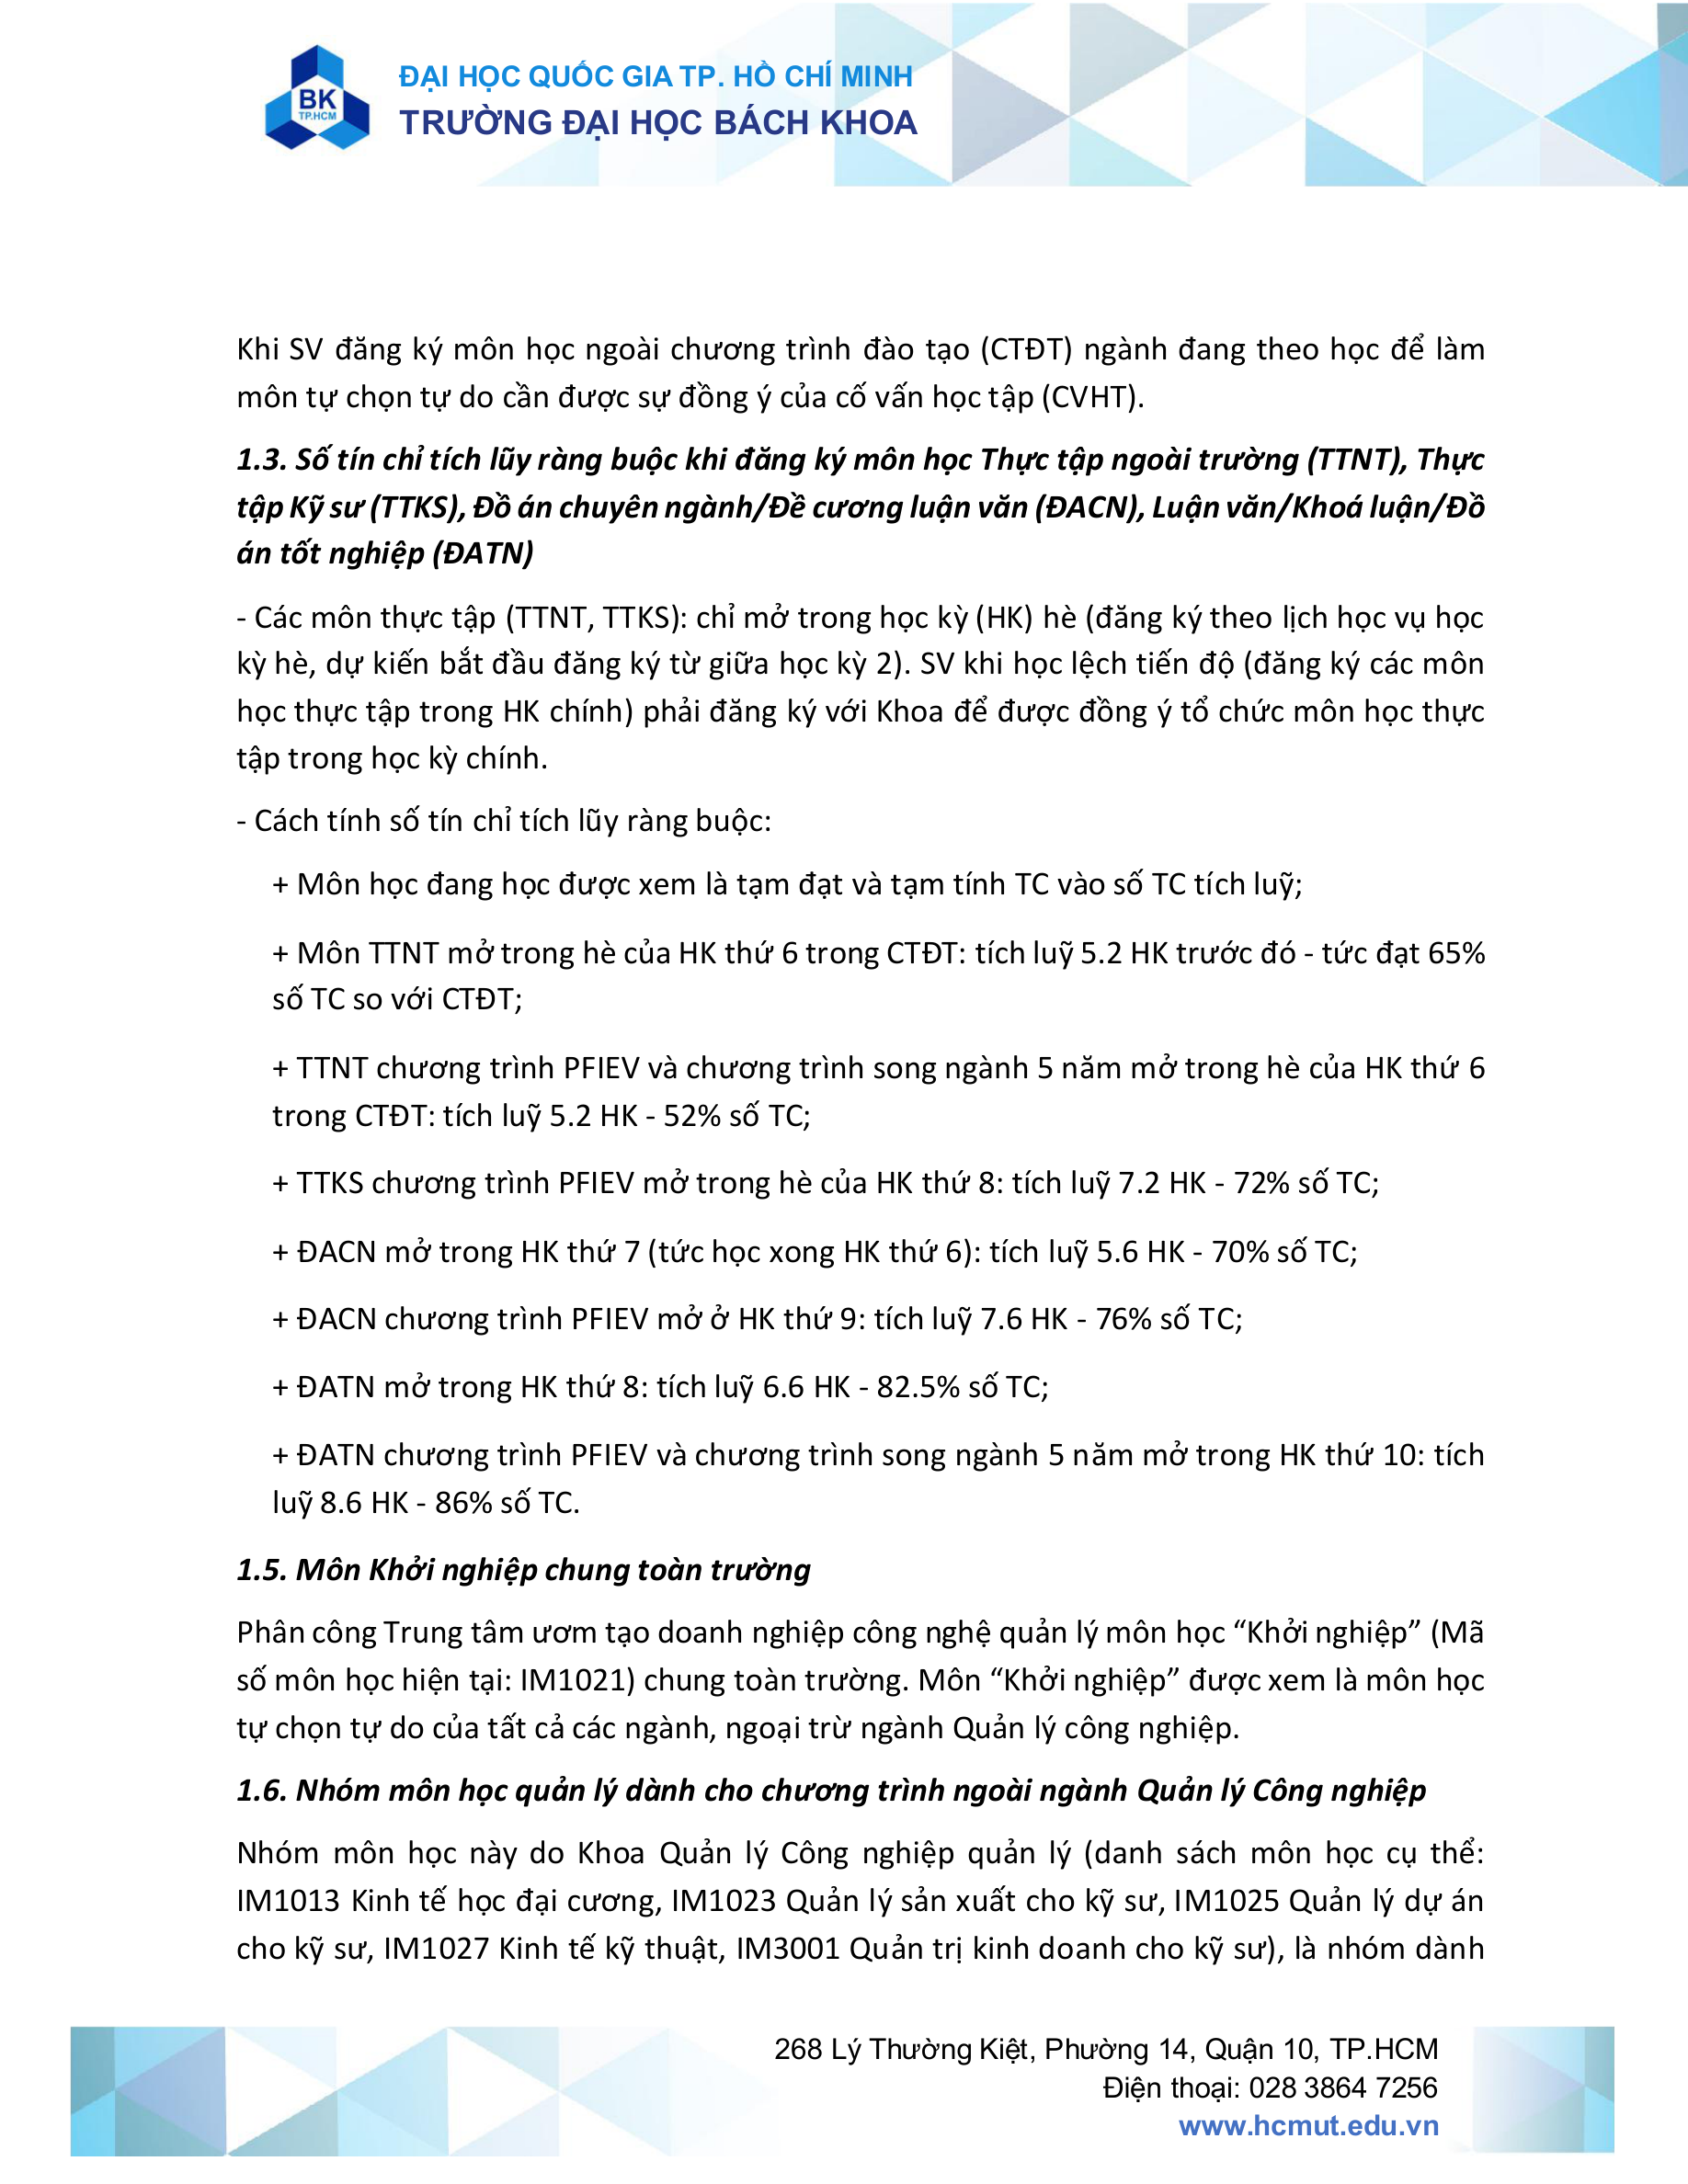 BK
TP.HCM
ĐẠI HỌC QUỐC GIA TP. HỒ CHÍ MINH
TRƯỜNG ĐẠI HỌC BÁCH KHOA
Khi SV đăng ký môn học ngoài chương trình đào tạo (CTĐT) ngành đang theo học để làm
môn tự chọn tự do cần được sự đồng ý của cố vấn học tập (CVHT).
1.3. Số tín chỉ tích lũy ràng buộc khi đăng ký môn học Thực tập ngoài trường (TTNT), Thực
tập Kỹ sư (TTKS), Đồ án chuyên ngành/Đề cương luận văn (ĐACN), Luận văn/Khoá luận/Đồ
án tốt nghiệp (ĐATN)
- Các môn thực tập (TTNT, TTKS): chỉ mở trong học kỳ (HK) hè (đăng ký theo lịch học vụ học
kỳ hè, dự kiến bắt đầu đăng ký từ giữa học kỳ 2). SV khi học lệch tiến độ (đăng ký các môn
học thực tập trong HK chính) phải đăng ký với Khoa để được đồng ý tổ chức môn học thực
tập trong học kỳ chính.
- Cách tính số tín chỉ tích lũy ràng buộc:
+ Môn học đang học được xem là tạm đạt và tạm tính TC vào số TC tích luỹ;
+ Môn TTNT mở trong hè của HK thứ 6 trong CTĐT: tích luỹ 5.2 HK trước đó - tức đạt 65%
số TC so với CTĐT;
+ TTNT chương trình PFIEV và chương trình song ngành 5 năm mở trong hè của HK thứ 6
trong CTĐT: tích luỹ 5.2 HK - 52% số TC;
+ TTKS chương trình PFIEV mở trong hè của HK thứ 8: tích luỹ 7.2 HK - 72% số TC;
+ ĐACN mở trong HK thứ 7 (tức học xong HK thứ 6): tích luỹ 5.6 HK - 70% số TC;
+ ĐACN chương trình PFIEV mở ở HK thứ 9: tích luỹ 7.6 HK - 76% số TC;
+ ĐATN mở trong HK thứ 8: tích luỹ 6.6 HK - 82.5% số TC;
+ ĐATN chương trình PFIEV và chương trình song ngành 5 năm mở trong HK thứ 10: tích
luỹ 8.6 HK - 86% số TC.
1.5. Môn Khởi nghiệp chung toàn trường
Phân công Trung tâm ươm tạo doanh nghiệp công nghệ quản lý môn học “Khởi nghiệp” (Mã
số môn học hiện tại: IM1021) chung toàn trường. Môn “Khởi nghiệp” được xem là môn học
tự chọn tự do của tất cả các ngành, ngoại trừ ngành Quản lý công nghiệp.
1.6. Nhóm môn học quản lý dành cho chương trình ngoài ngành Quản lý Công nghiệp
Nhóm môn học này do Khoa Quản lý Công nghiệp quản lý (danh sách môn học cụ thể:
IM1013 Kinh tế học đại cương, IM1023 Quản lý sản xuất cho kỹ sư, IM1025 Quản lý dự án
cho kỹ sư, IM1027 Kinh tế kỹ thuật, IM3001 Quản trị kinh doanh cho kỹ sư), là nhóm dành
268 Lý Thường Kiệt, Phường 14, Quận 10, TP.HCM
Điện thoại: 028 3864 7256
www.hcmut.edu.vn